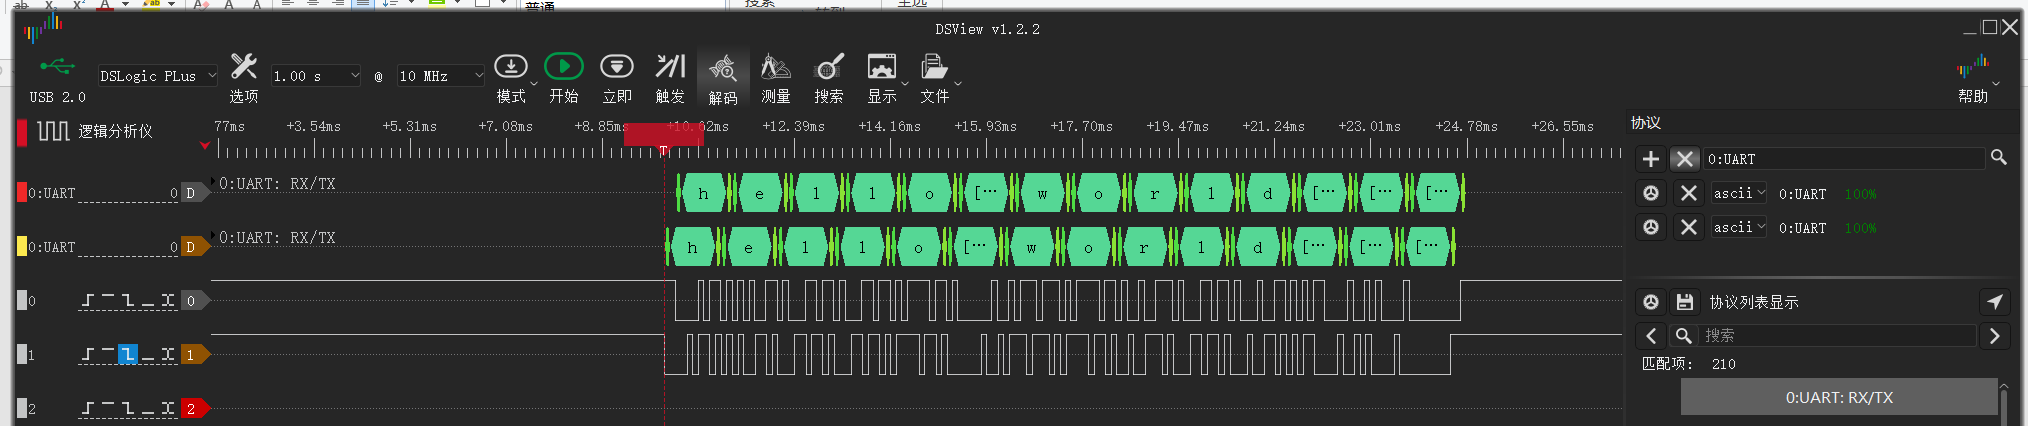 普通
DSView v1.2.2
USB 2.0
DSLogic PLus
选项
1.00 s
@
10 MHz
模式
开始
立即
触发
解码
测量
搜索
显示
文件
帮助
逻辑分析仪
77ms +3.54ms +5.31ms +7.08ms +8.85ms +10.62ms +12.39ms +14.16ms +15.93ms +17.70ms +19.47ms +21.24ms +23.01ms +24.78ms +26.55ms
T
0:UART 0 D 0:UART: RX/TX h e l l o [… w o r l d [… [… […
0:UART 0 D 0:UART: RX/TX h e l l o [… w o r l d [… [… […
0 0
1 1
2 2
协议
0:UART
ascii 0:UART 100%
ascii 0:UART 100%
协议列表显示
搜索
匹配项: 210
0:UART: RX/TX